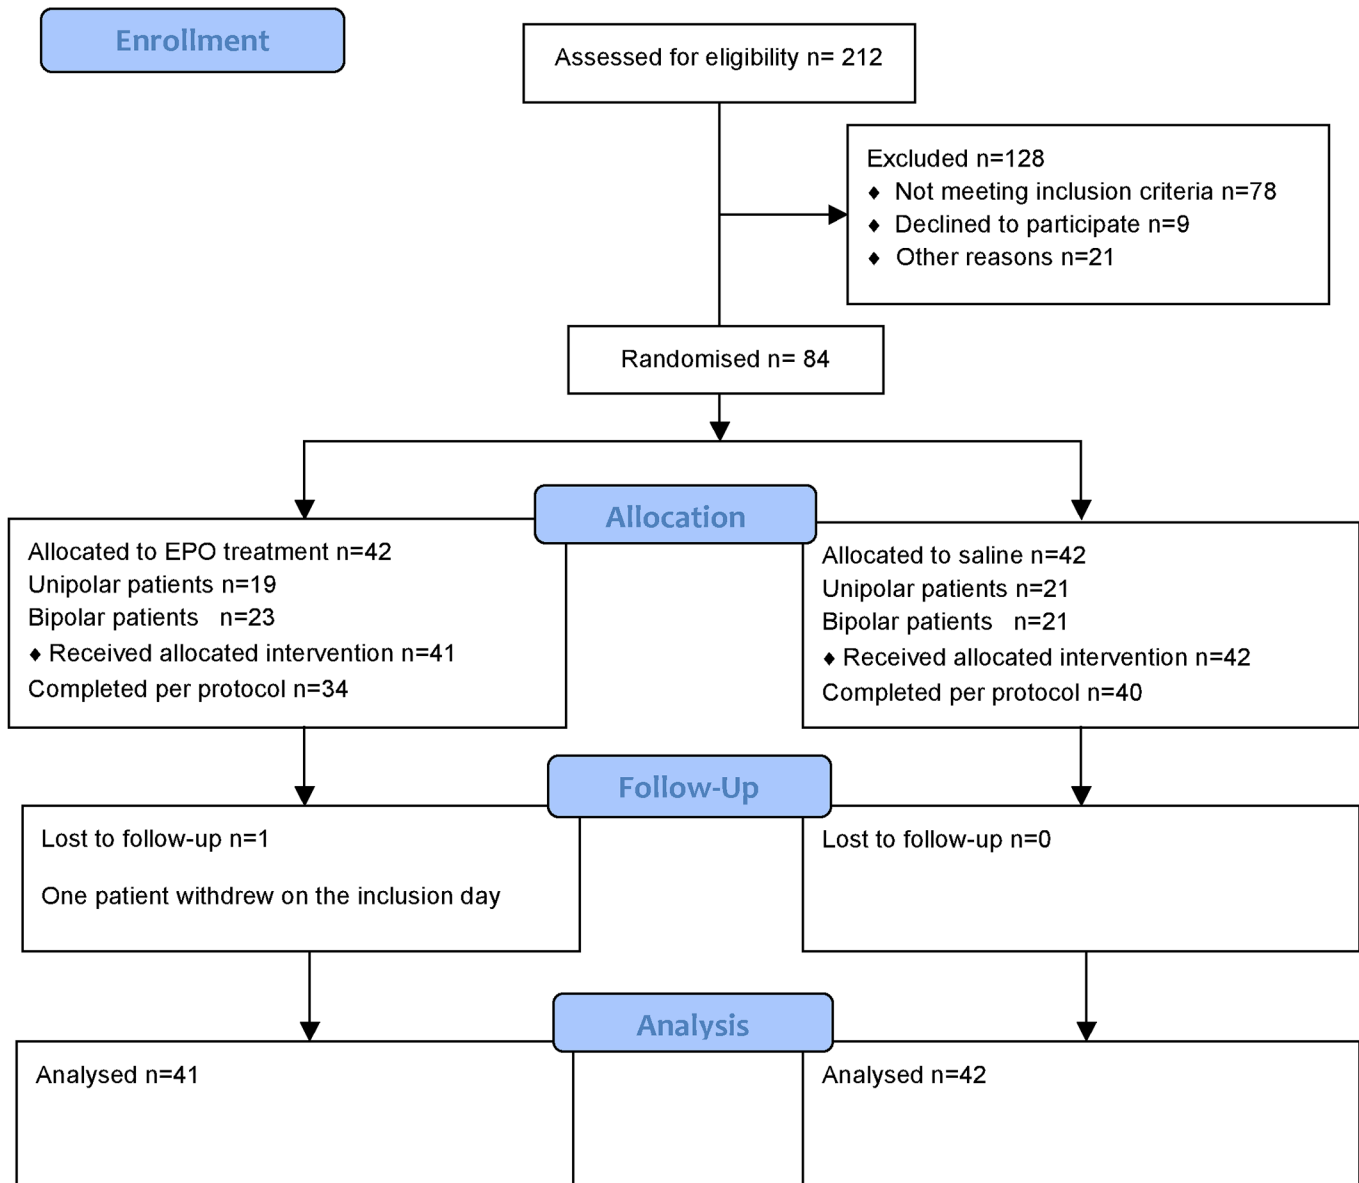 Enrollment
Assessed for eligibility n= 212
Excluded n=128
♦ Not meeting inclusion criteria n=78
♦ Declined to participate n=9
♦ Other reasons n=21
Randomised n= 84
Allocation
Allocated to EPO treatment n=42
Unipolar patients n=19
Bipolar patients n=23
♦ Received allocated intervention n=41
Completed per protocol n=34
Allocated to saline n=42
Unipolar patients n=21
Bipolar patients n=21
♦ Received allocated intervention n=42
Completed per protocol n=40
Follow-Up
Lost to follow-up n=1
One patient withdrew on the inclusion day
Lost to follow-up n=0
Analysis
Analysed n=41
Analysed n=42